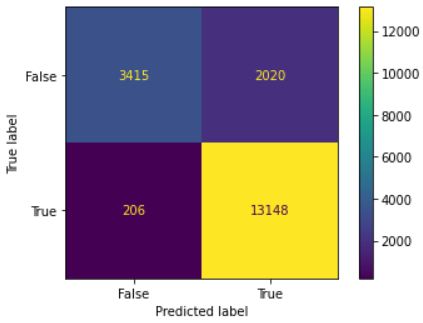 12000
False
3415
2020
10000
8000
True label
6000
True
206
13148
4000
2000
False
True
Predicted label